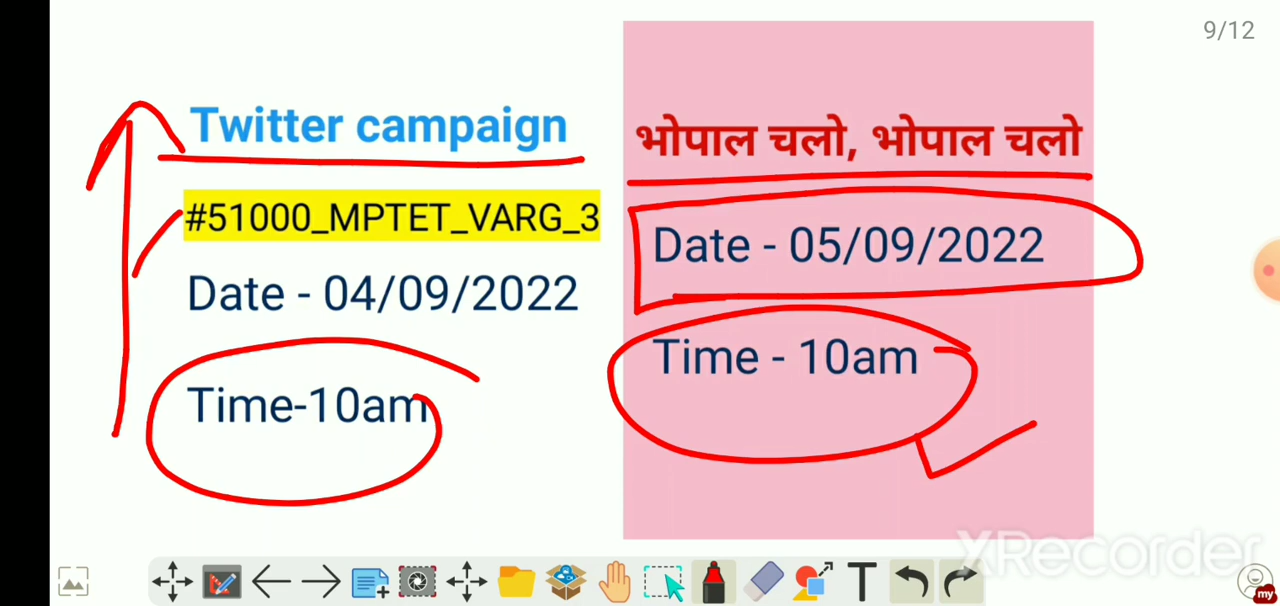 9/12
Twitter campaign
#51000_MPTET_VARG_3
Date - 04/09/2022
Time-10am
भोपाल चलो, भोपाल चलो
Date - 05/09/2022
Time - 10am
XRecorder
T
my